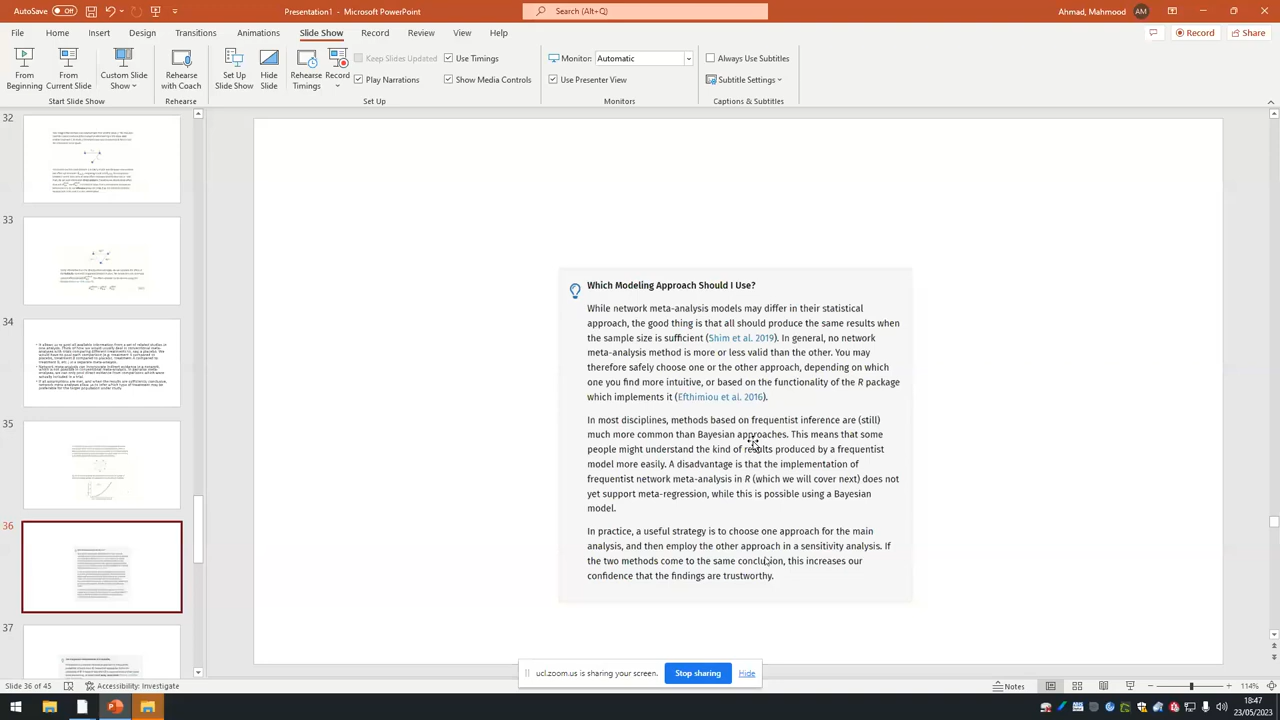 AutoSave
Off
Presentation1 - Microsoft PowerPoint
Search (Alt+Q)
Ahmad, Mahmood
AM
File
Home
Insert
Design
Transitions
Animations
Slide Show
Record
Review
View
Help
Record
Share
From
Beginning
From
Current Slide
Custom Slide
Show
Rehearse
with Coach
Set Up
Slide Show
Hide
Slide
Rehearse
Timings
Record
Keep Slides Updated
Use Timings
Play Narrations
Show Media Controls
Monitor:
Automatic
Use Presenter View
Always Use Subtitles
Subtitle Settings
Start Slide Show
Rehearse
Set Up
Monitors
Captions & Subtitles
32
33
34
35
36
37
Which Modeling Approach Should I Use?
While network meta-analysis models may differ in their statistical
approach, the good thing is that all should produce the same results when
the sample size is sufficient (Shim et al. 2019). In general, no network
meta-analysis method is more or less valid than the other. You may
therefore safely choose one or the other approach, depending on which
one you find more intuitive, or based on the functionality of the R package
which implements it (Efthimiou et al. 2016).
In most disciplines, methods based on frequentist inference are (still)
much more common than Bayesian approaches. This means that some
people might understand the kind of results produced by a frequentist
model more easily. A disadvantage is that the implementation of
frequentist network meta-analysis in R (which we will cover next) does not
yet support meta-regression, while this is possible using a Bayesian
model.
In practice, a useful strategy is to choose one approach for the main
analysis, and then employ the other approach in a sensitivity analysis. If
the two methods come to the same conclusion, this increases our
confidence that the findings are trustworthy.
ucl.zoom.us is sharing your screen.
Stop sharing
Hide
Accessibility: Investigate
Notes
114%
18:47
23/05/2023